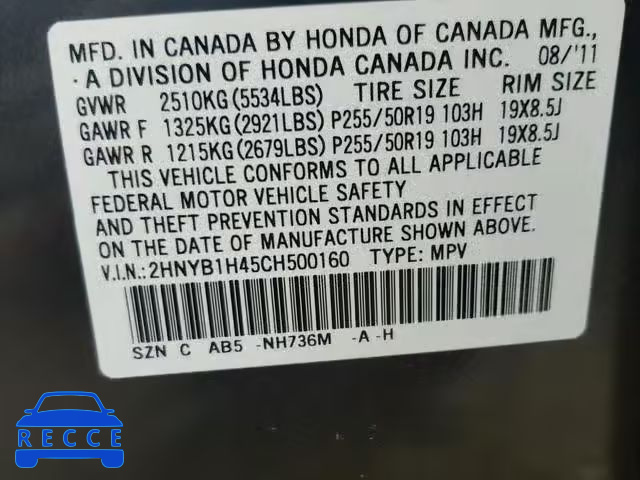 MFD. IN CANADA BY HONDA OF CANADA MFG.,
A DIVISION OF HONDA CANADA INC. 08/'11
GVWR 2510KG(5534LBS) TIRE SIZE RIM SIZE
GAWR F 1325KG(2921LBS) P255/50R19 103H 19X8.5J
GAWR R 1215KG(2679LBS) P255/50R19 103H 19X8.5J
THIS VEHICLE CONFORMS TO ALL APPLICABLE
FEDERAL MOTOR VEHICLE SAFETY
AND THEFT PREVENTION STANDARDS IN EFFECT
ON THE DATE OF MANUFACTURE SHOWN ABOVE.
V.I.N.:2HNYB1H45CH500160 TYPE: MPV
SZN C AB5 -NH736M -A -H
RECCE